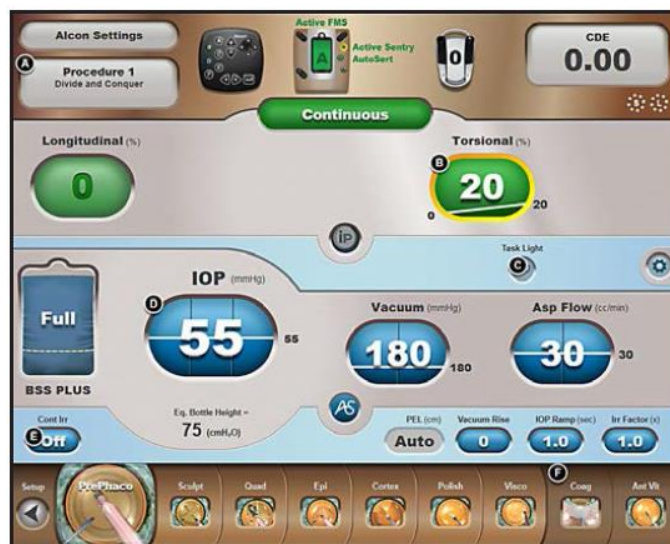 Alcon Settings
A
Procedure 1
Divide and Conquer
Active FMS
A
Active Sentry
AutoSert
0
CDE
0.00
Continuous
Longitudinal (%)
0
Torsional (%)
B
20
0
20
iP
Task Light
C
Full
BSS PLUS
IOP (mmHg)
D
55
55
Eq. Bottle Height =
75 (cmH₂O)
Vacuum (mmHg)
180
180
Asp Flow (cc/min)
30
30
AS
Cont Irr
E
Off
PEL (cm)
Auto
Vacuum Rise
0
IOP Ramp (sec)
1.0
Irr Factor (x)
1.0
Setup
PrePhaco
Sculpt
Quad
Epi
Cortex
Polish
Visco
F
Coag
Ant Vit